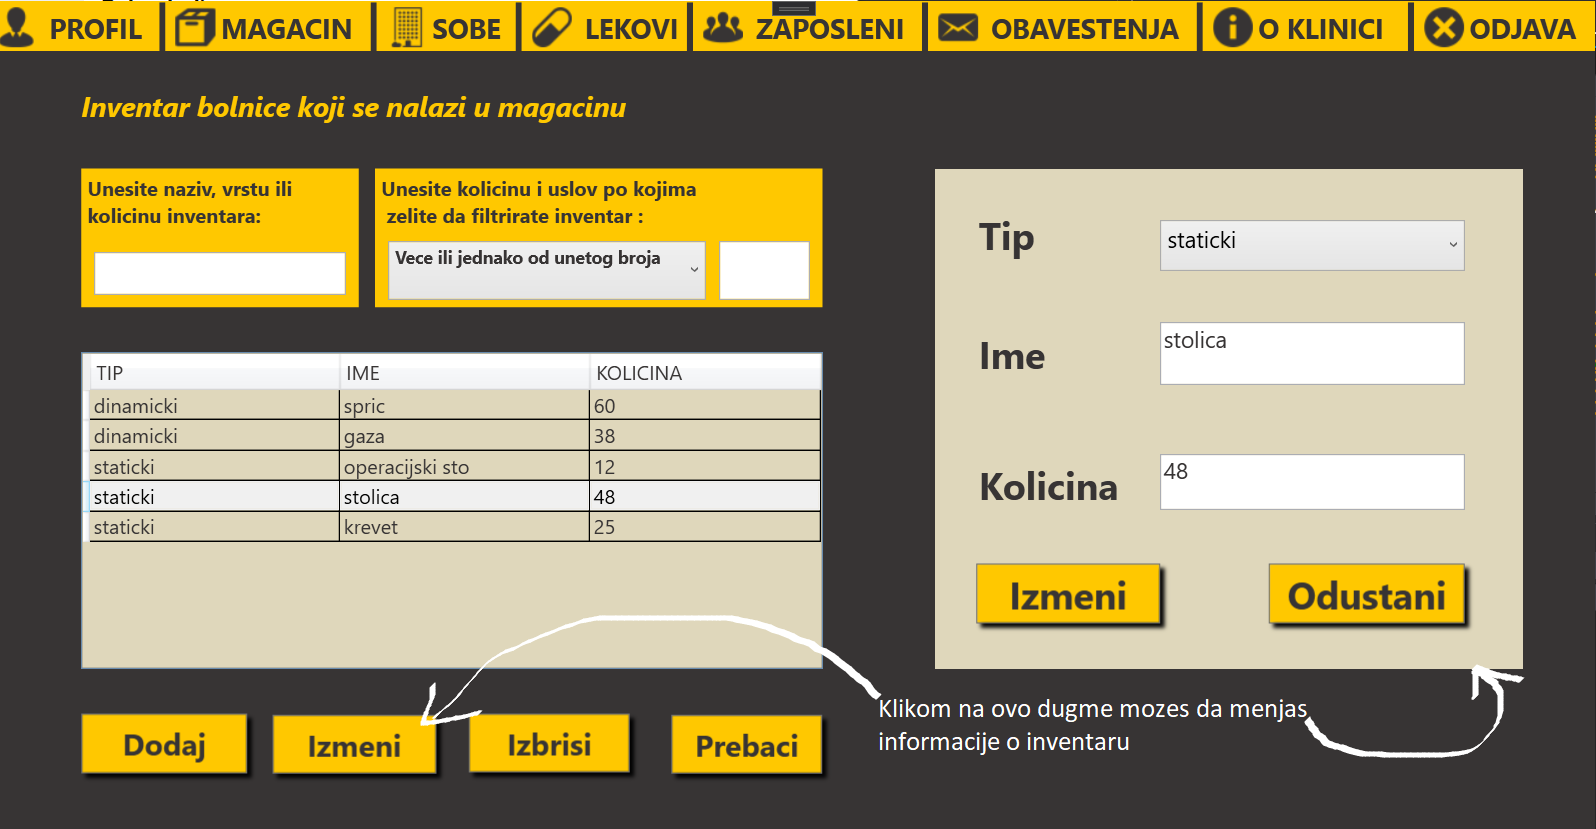 PROFIL MAGACIN SOBE LEKOVI ZAPOSLENI OBAVESTENJA O KLINICI ODJAVA
Inventar bolnice koji se nalazi u magacinu
Unesite naziv, vrstu ili
kolicinu inventara:
Unesite kolicinu i uslov po kojima
zelite da filtrirate inventar :
Vece ili jednako od unetog broja
TIP IME KOLICINA
dinamicki spric 60
dinamicki gaza 38
staticki operacijski sto 12
staticki stolica 48
staticki krevet 25
Dodaj Izmeni Izbrisi Prebaci
Tip staticki
Ime stolica
Kolicina 48
Izmeni Odustani
Klikom na ovo dugme mozes da menjas
informacije o inventaru